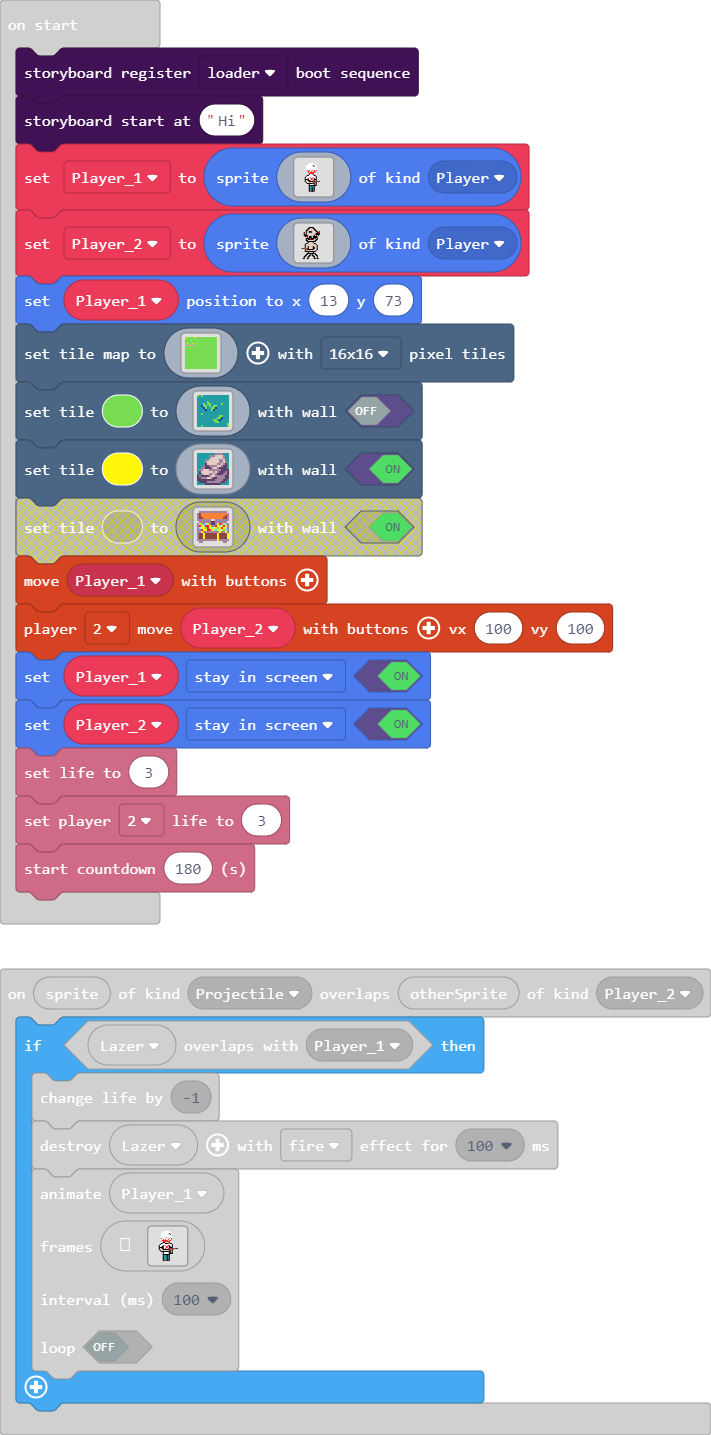 on start
storyboard register loader boot sequence
storyboard start at "Hi"
set Player_1 to sprite of kind Player
set Player_2 to sprite of kind Player
set Player_1 position to x 13 y 73
set tile map to with 16x16 pixel tiles
set tile to with wall OFF
set tile to with wall ON
set tile to with wall ON
move Player_1 with buttons
player 2 move Player_2 with buttons vx 100 vy 100
set Player_1 stay in screen ON
set Player_2 stay in screen ON
set life to 3
set player 2 life to 3
start countdown 180 (s)
on sprite of kind Projectile overlaps otherSprite of kind Player_2
if Lazer overlaps with Player_1 then
change life by -1
destroy Lazer with fire effect for 100 ms
animate Player_1
frames
interval (ms) 100
loop OFF